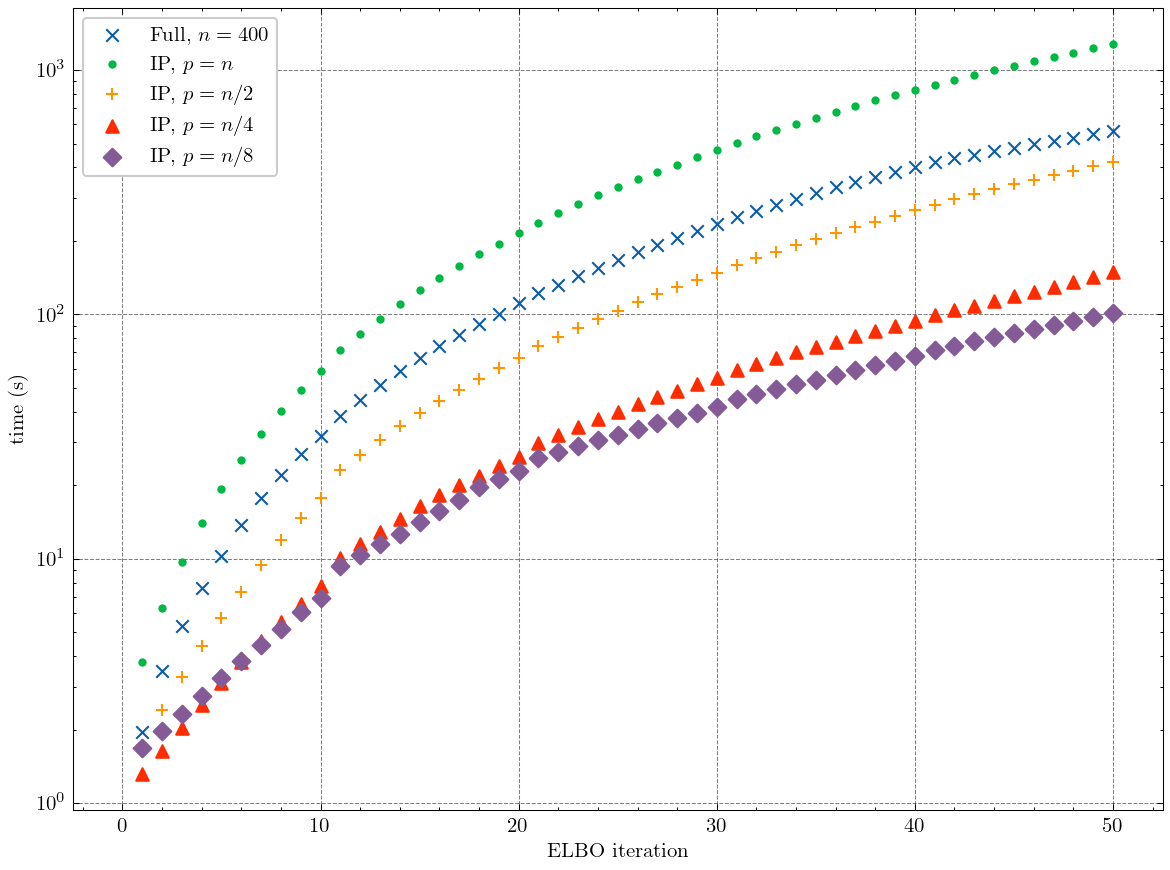 Full, n = 400
IP, p = n
IP, p = n/2
IP, p = n/4
IP, p = n/8
10³
10²
10¹
10⁰
time (s)
0 10 20 30 40 50
ELBO iteration